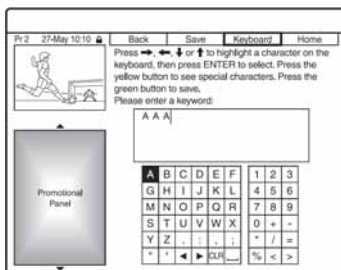 Pr 2 27-May 10:10 Back Save Keyboard Home
Press ➡, ⬅, ⬇ or ⬆ to highlight a character on the
keyboard, then press ENTER to select. Press the
yellow button to see special characters. Press the
green button to save.
Please enter a keyword:
A A A
A B C D E F 1 2 3
G H I J K L 4 5 6
M N O P Q R 7 8 9
S T U V W X 0 + -
Y Z . : , ; * / =
◀ ▶ CLR % < >
Promotional
Panel